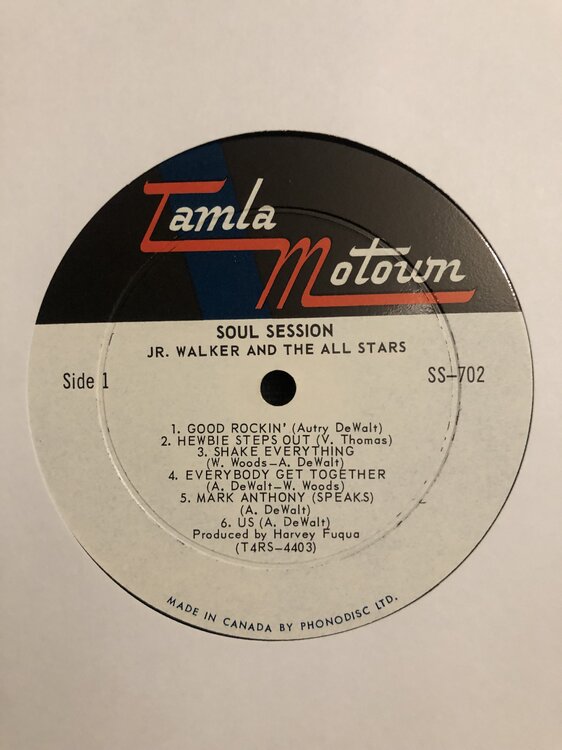 Tamla
Motown
SOUL SESSION
JR. WALKER AND THE ALL STARS
Side 1
SS-702
1. GOOD ROCKIN' (Autry DeWalt)
2. HEWBIE STEPS OUT (V. Thomas)
3. SHAKE EVERYTHING
(W. Woods-A. DeWalt)
4. EVERYBODY GET TOGETHER
(A. DeWalt-W. Woods)
5. MARK ANTHONY (SPEAKS)
(A. DeWalt)
6. US (A. DeWalt)
Produced by Harvey Fuqua
(T4RS-4403)
MADE IN CANADA BY PHONODISC LTD.